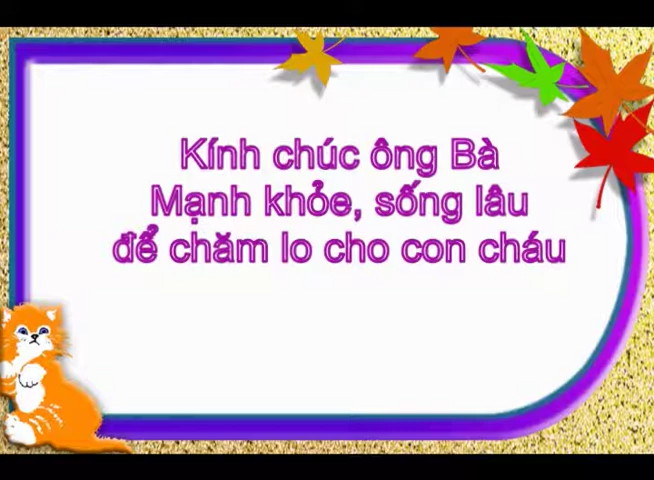 Kính chúc ông Bà
Mạnh khỏe, sống lâu
để chăm lo cho con cháu